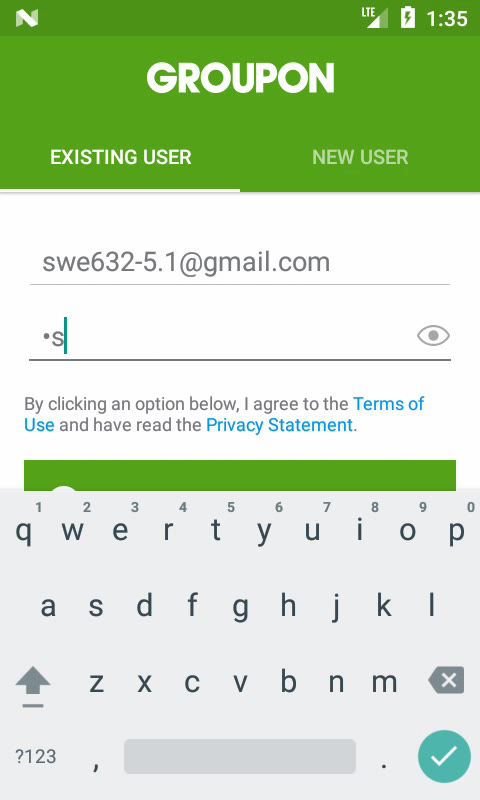 LTE 1:35
GROUPON
EXISTING USER NEW USER
swe632-5.1@gmail.com
•s
By clicking an option below, I agree to the Terms of
Use and have read the Privacy Statement.
1 2 3 4 5 6 7 8 9 0
q w e r t y u i o p
a s d f g h j k l
z x c v b n m
?123 , .